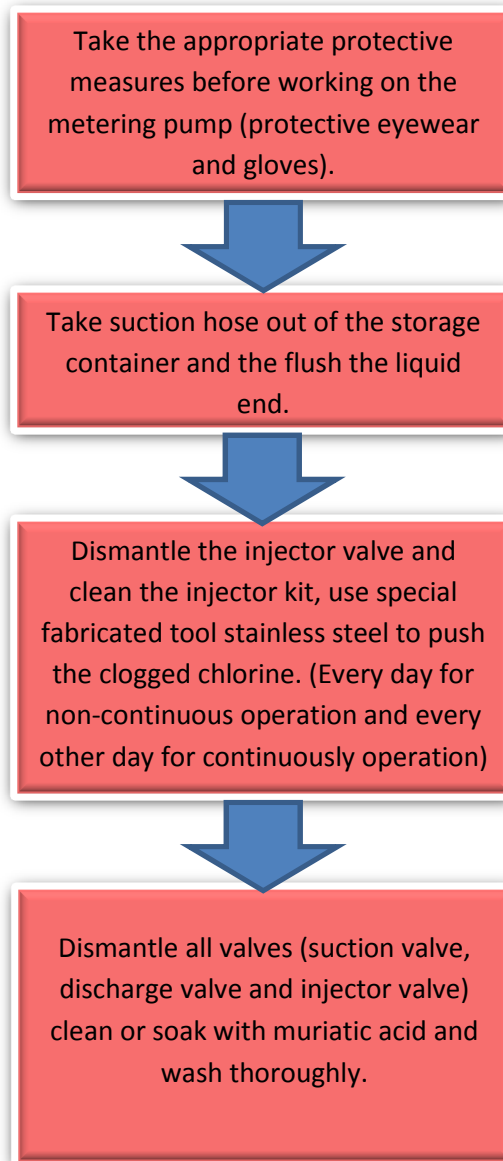 Take the appropriate protective
measures before working on the
metering pump (protective eyewear
and gloves).
Take suction hose out of the storage
container and the flush the liquid
end.
Dismantle the injector valve and
clean the injector kit, use special
fabricated tool stainless steel to push
the clogged chlorine. (Every day for
non-continuous operation and every
other day for continuously operation)
Dismantle all valves (suction valve,
discharge valve and injector valve)
clean or soak with muriatic acid and
wash thoroughly.